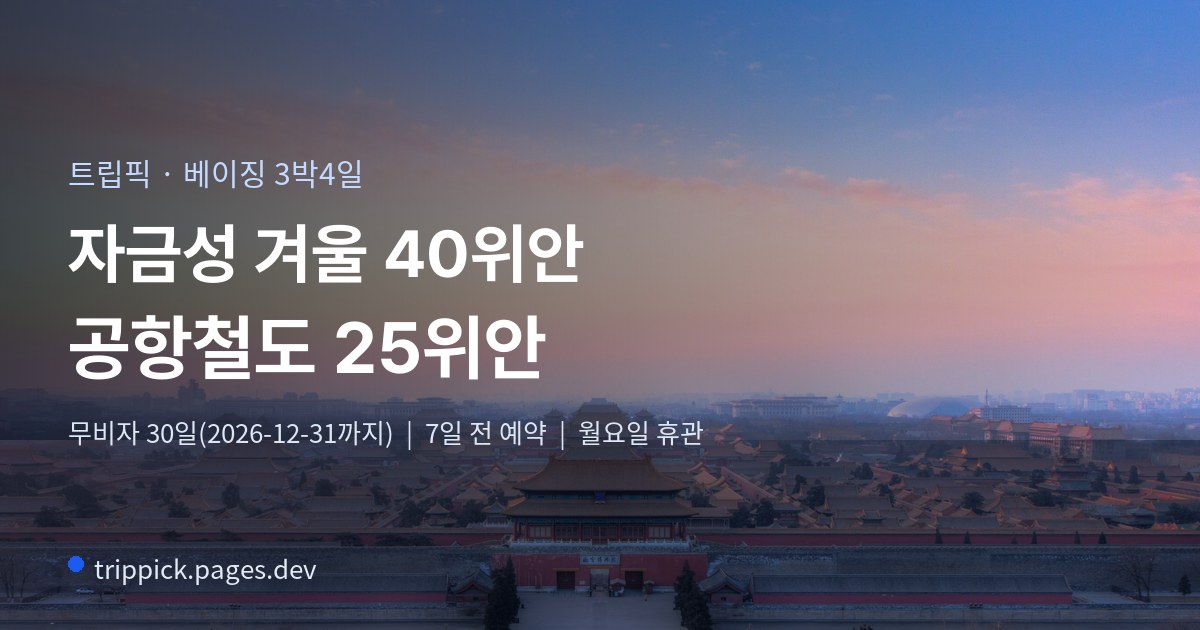 트립픽 · 베이징 3박4일
자금성 겨울 40위안
공항철도 25위안
무비자 30일(2026-12-31까지) | 7일 전 예약 | 월요일 휴관
trippick.pages.dev